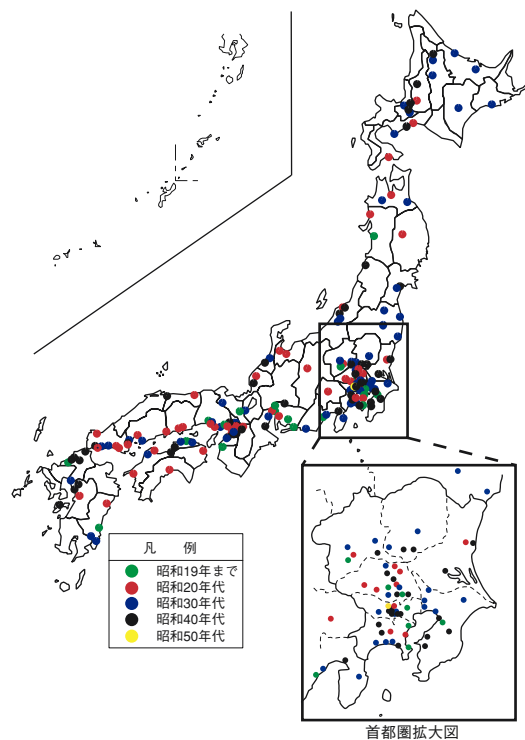 凡 例
昭和19年まで
昭和20年代
昭和30年代
昭和40年代
昭和50年代
首都圏拡大図